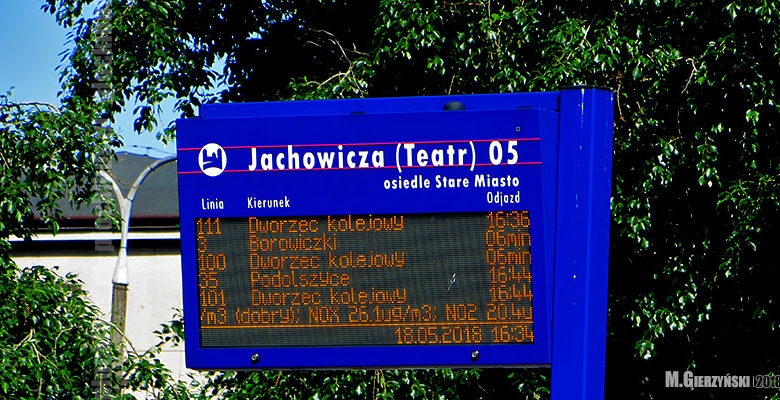 Jachowicza (Teatr) 05
osiedle Stare Miasto
Linia Kierunek Odjazd
111 Dworzec kolejowy 16:36
3 Borowiczki 06min
100 Dworzec kolejowy 06min
35 Podolszyce 16:44
101 Dworzec kolejowy 16:44
/m3 (dobry); NOX 26.1ug/m3; NO2 20.4u
18.05.2018 16:34
M.GIERZYŃSKI